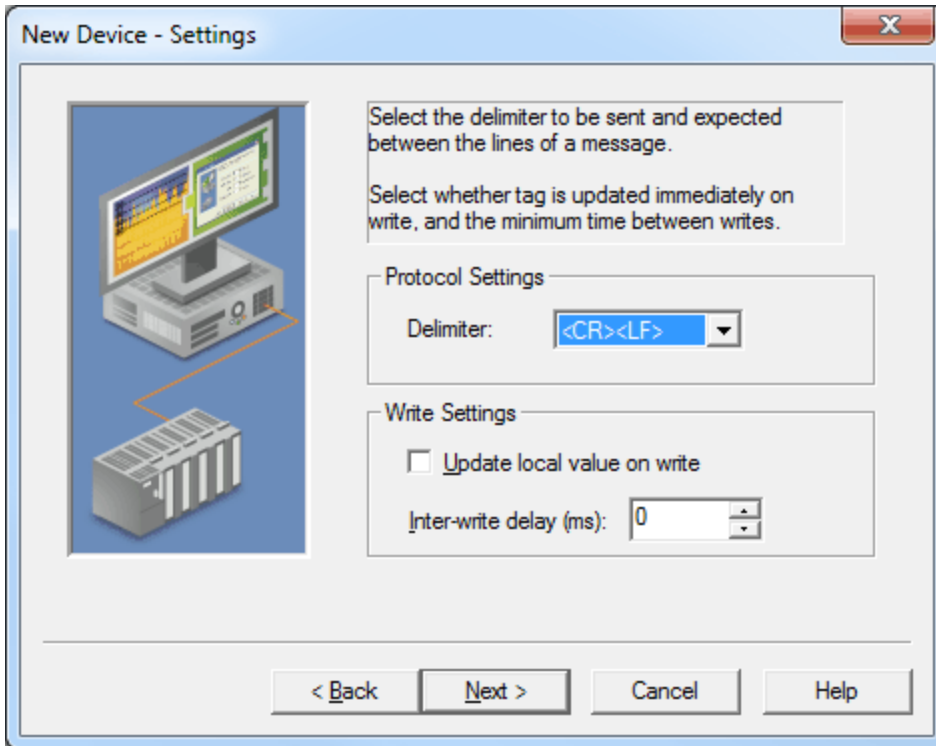 New Device - Settings
Select the delimiter to be sent and expected
between the lines of a message.
Select whether tag is updated immediately on
write, and the minimum time between writes.
Protocol Settings
Delimiter: <CR><LF>
Write Settings
Update local value on write
Inter-write delay (ms): 0
< Back Next > Cancel Help